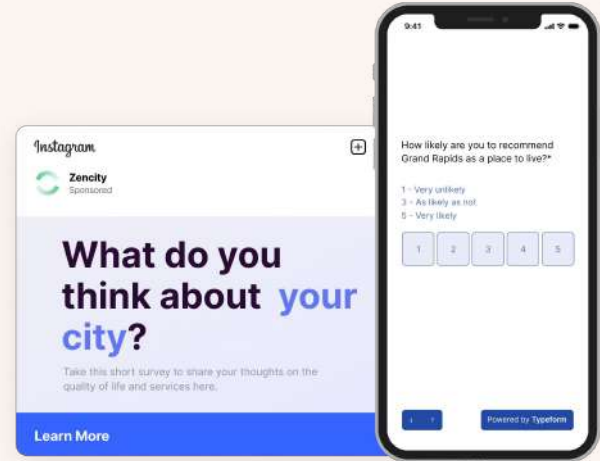 Instagram
Zencity
Sponsored
What do you
think about your
city?
Take this short survey to share your thoughts on the
quality of life and services here.
Learn More
9:41
How likely are you to recommend
Grand Rapids as a place to live?*
1 - Very unlikely
3 - As likely as not
5 - Very likely
1 2 3 4 5
Powered by Typeform